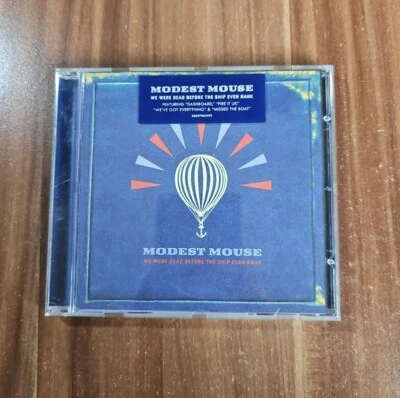 MODEST MOUSE
WE WERE DEAD BEFORE THE SHIP EVEN SANK
FEATURING "DASHBOARD," "FIRE IT UP,"
"WE'VE GOT EVERYTHING" & "MISSED THE BOAT"
MODEST MOUSE
WE WERE DEAD BEFORE THE SHIP EVEN SANK